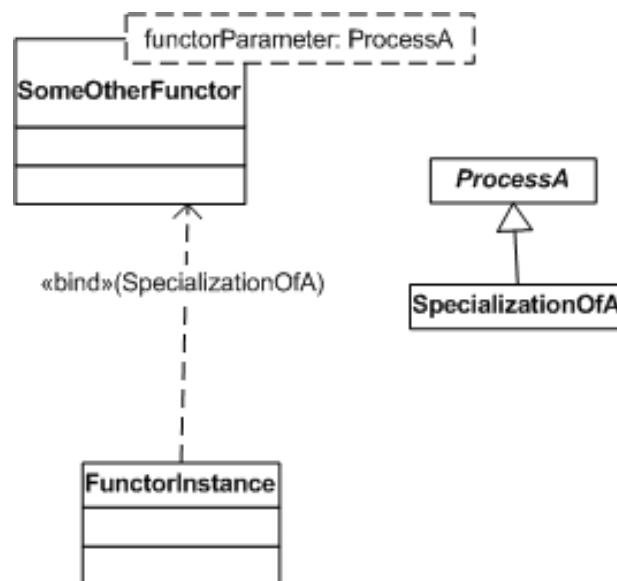 functorParameter: ProcessA
SomeOtherFunctor
ProcessA
«bind»(SpecializationOfA)
SpecializationOfA
FunctorInstance